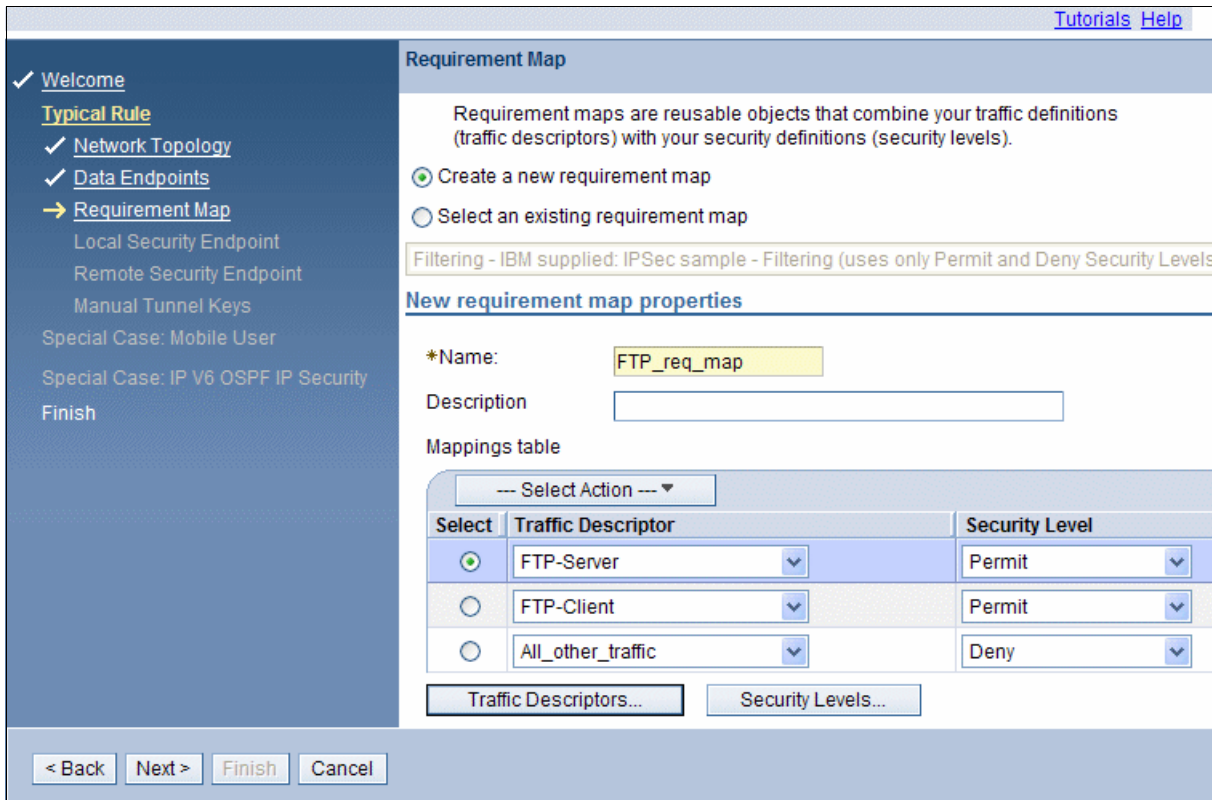 Tutorials Help
Welcome
Typical Rule
Network Topology
Data Endpoints
Requirement Map
Local Security Endpoint
Remote Security Endpoint
Manual Tunnel Keys
Special Case: Mobile User
Special Case: IP V6 OSPF IP Security
Finish
Requirement Map
Requirement maps are reusable objects that combine your traffic definitions
(traffic descriptors) with your security definitions (security levels).
Create a new requirement map
Select an existing requirement map
Filtering - IBM supplied: IPSec sample - Filtering (uses only Permit and Deny Security Levels
New requirement map properties
*Name: FTP_req_map
Description
Mappings table
--- Select Action ---
Select Traffic Descriptor Security Level
FTP-Server Permit
FTP-Client Permit
All_other_traffic Deny
Traffic Descriptors... Security Levels...
< Back Next > Finish Cancel